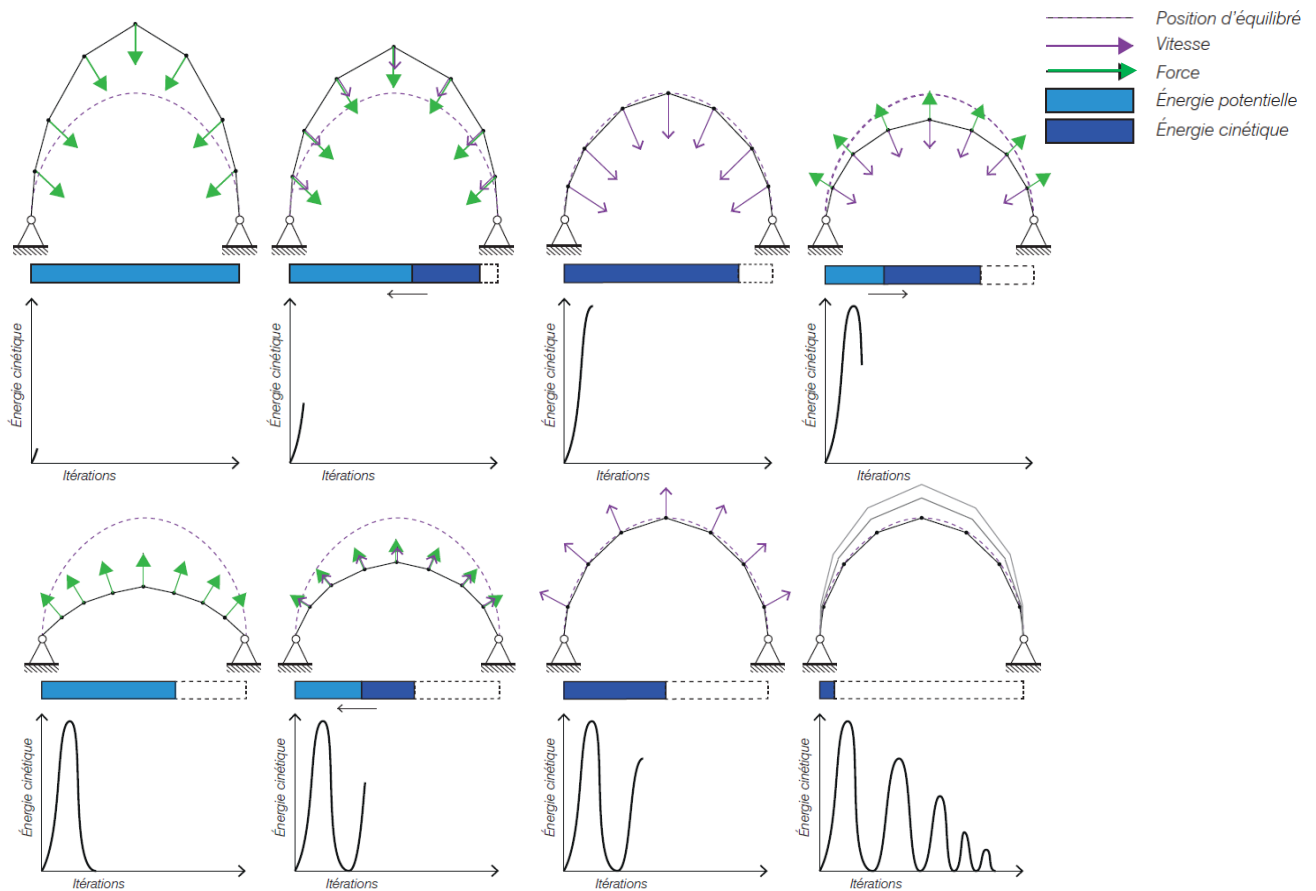 Position d'équilibré
Vitesse
Force
Énergie potentielle
Énergie cinétique
Énergie cinétique
Itérations
Énergie cinétique
Itérations
Énergie cinétique
Itérations
Énergie cinétique
Itérations
Énergie cinétique
Itérations
Énergie cinétique
Itérations
Énergie cinétique
Itérations
Énergie cinétique
Itérations